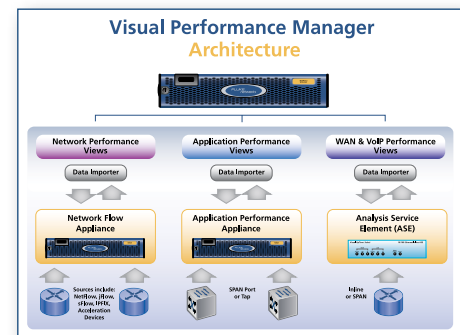 Visual Performance Manager
Architecture
FLUKE
networks
Network Performance
Views
Application Performance
Views
WAN & VoIP Performance
Views
Data Importer
Data Importer
Data Importer
Network Flow
Appliance
Application Performance
Appliance
Analysis Service
Element (ASE)
Sources include:
NetFlow, jFlow,
sFlow, IPFIX,
Acceleration
Devices
SPAN Port
or Tap
Inline
or SPAN